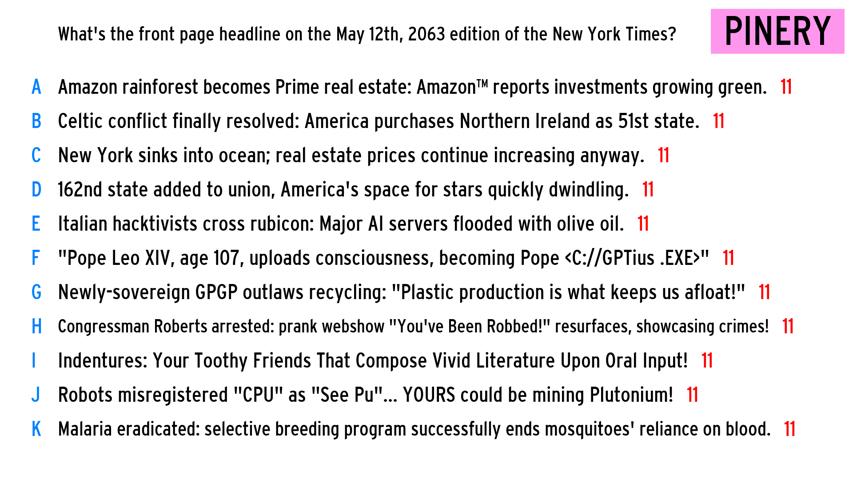 What's the front page headline on the May 12th, 2063 edition of the New York Times?
PINERY
A Amazon rainforest becomes Prime real estate: Amazon™ reports investments growing green. 11
B Celtic conflict finally resolved: America purchases Northern Ireland as 51st state. 11
C New York sinks into ocean; real estate prices continue increasing anyway. 11
D 162nd state added to union, America's space for stars quickly dwindling. 11
E Italian hacktivists cross rubicon: Major AI servers flooded with olive oil. 11
F "Pope Leo XIV, age 107, uploads consciousness, becoming Pope <C://GPTius .EXE>" 11
G Newly-sovereign GPGP outlaws recycling: "Plastic production is what keeps us afloat!" 11
H Congressman Roberts arrested: prank webshow "You've Been Robbed!" resurfaces, showcasing crimes! 11
I Indentures: Your Toothy Friends That Compose Vivid Literature Upon Oral Input! 11
J Robots misregistered "CPU" as "See Pu"... YOURS could be mining Plutonium! 11
K Malaria eradicated: selective breeding program successfully ends mosquitoes' reliance on blood. 11